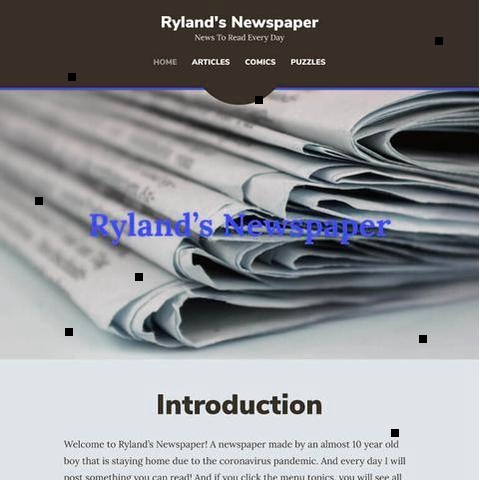 Ryland's Newspaper
News To Read Every Day
HOME ARTICLES COMICS PUZZLES
Ryland's Newspaper
Introduction
Welcome to Ryland's Newspaper! A newspaper made by an almost 10 year old
boy that is staying home due to the coronavirus pandemic. And every day I will
post something you can read! And if you click the menu topics, you will see all